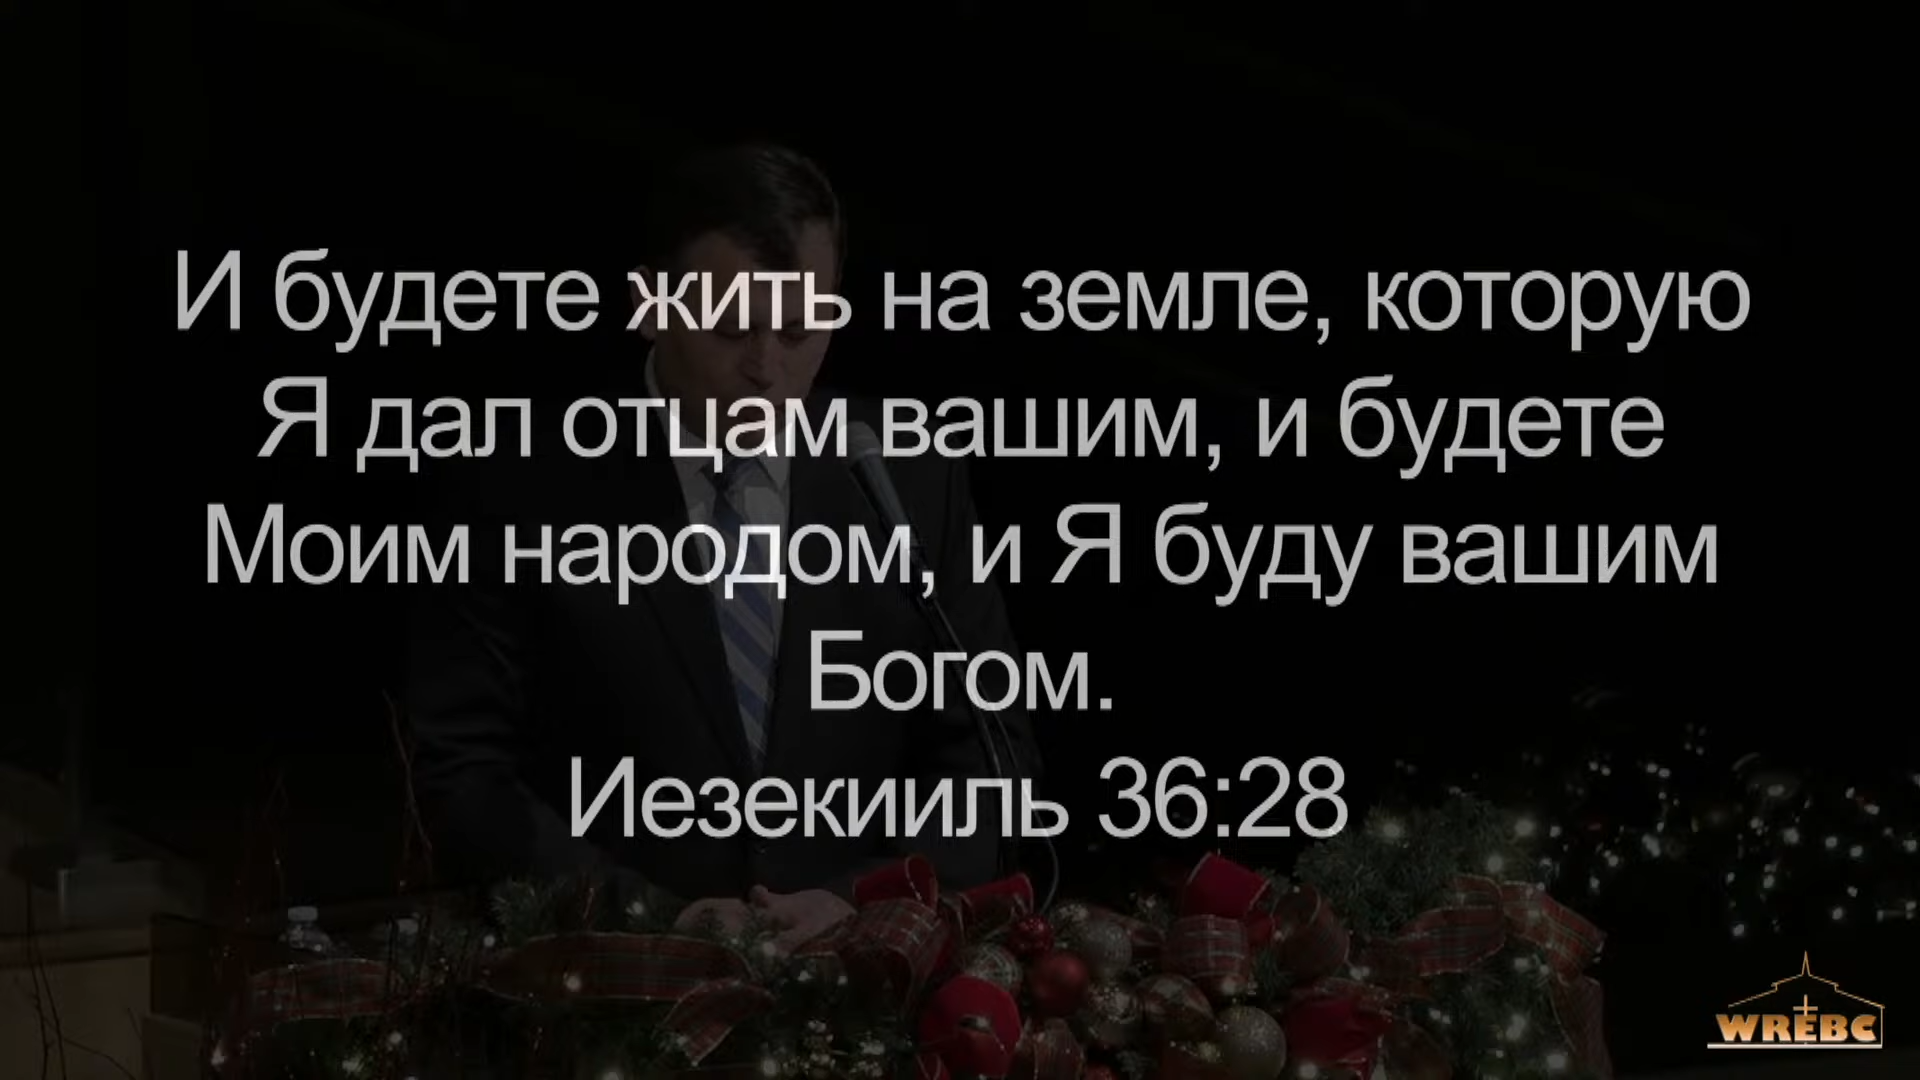 И будете жить на земле, которую
Я дал отцам вашим, и будете
Моим народом, и Я буду вашим
Богом.
Иезекииль 36:28
WREBC